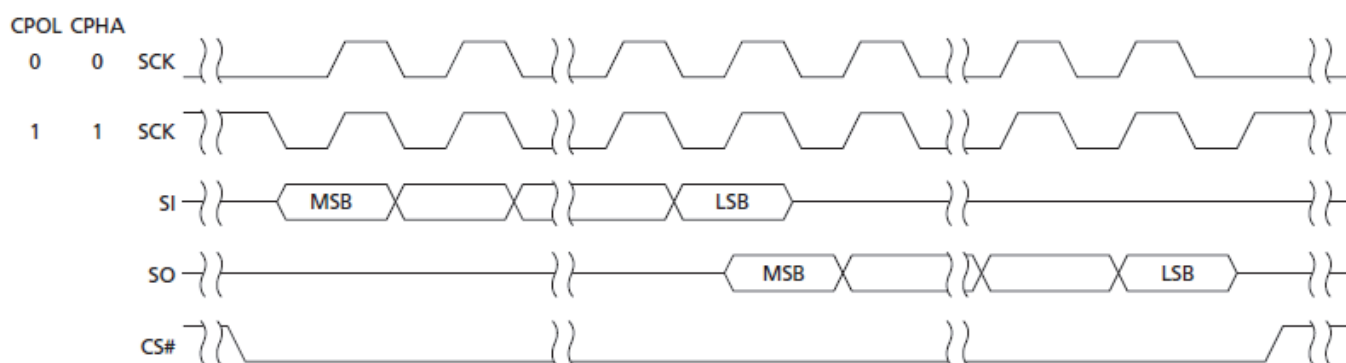 CPOL CPHA
0 0 SCK
1 1 SCK
SI MSB LSB
SO MSB LSB
CS#